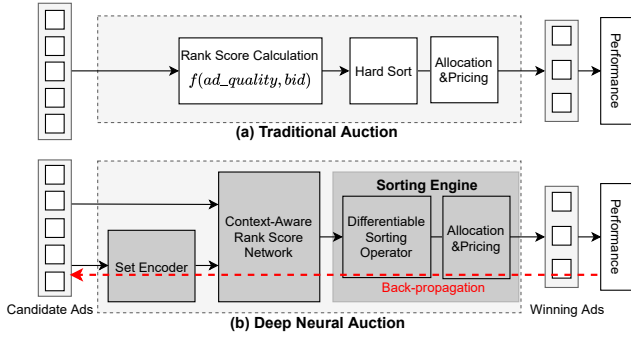 Rank Score Calculation
f(ad_quality, bid)
Hard Sort
Allocation
&Pricing
Performance
(a) Traditional Auction
Sorting Engine
Set Encoder
Context-Aware
Rank Score
Network
Differentiable
Sorting
Operator
Allocation
&Pricing
Performance
Back-propagation
Candidate Ads
Winning Ads
(b) Deep Neural Auction